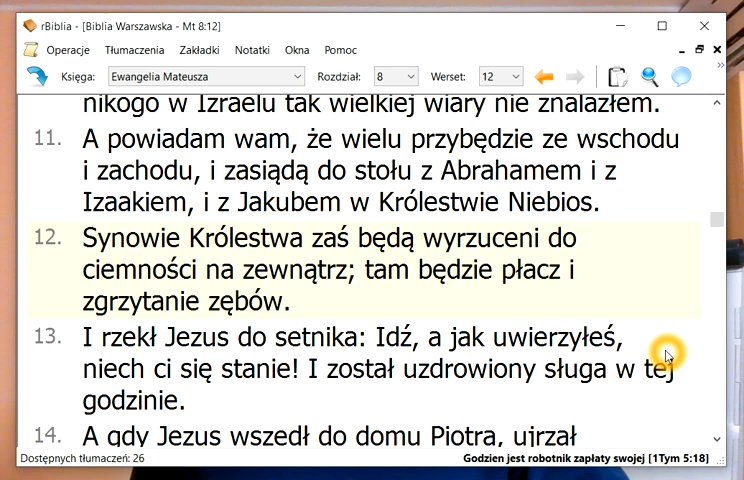 rBiblia - [Biblia Warszawska - Mt 8:12]
Operacje Tłumaczenia Zakładki Notatki Okna Pomoc
Księga: Ewangelia Mateusza Rozdział: 8 Werset: 12
nikogo w Izraelu tak wielkiej wiary nie znalazłem.
11. A powiadam wam, że wielu przybędzie ze wschodu
i zachodu, i zasiądą do stołu z Abrahamem i z
Izaakiem, i z Jakubem w Królestwie Niebios.
12. Synowie Królestwa zaś będą wyrzuceni do
ciemności na zewnątrz; tam będzie płacz i
zgrzytanie zębów.
13. I rzekł Jezus do setnika: Idź, a jak uwierzyłeś,
niech ci się stanie! I został uzdrowiony sługa w tej
godzinie.
14. A gdy Jezus wszedł do domu Piotra, ujrzał
Dostępnych tłumaczeń: 26 Godzien jest robotnik zapłaty swojej [1Tym 5:18]